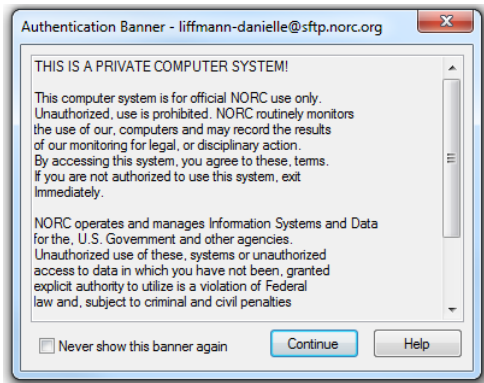 Authentication Banner - liffmann-danielle@sftp.norc.org
THIS IS A PRIVATE COMPUTER SYSTEM!
This computer system is for official NORC use only.
Unauthorized, use is prohibited. NORC routinely monitors
the use of our, computers and may record the results
of our monitoring for legal, or disciplinary action.
By accessing this system, you agree to these, terms.
If you are not authorized to use this system, exit
Immediately.
NORC operates and manages Information Systems and Data
for the, U.S. Government and other agencies.
Unauthorized use of these, systems or unauthorized
access to data in which you have not been, granted
explicit authority to utilize is a violation of Federal
law and, subject to criminal and civil penalties
Never show this banner again
Continue
Help